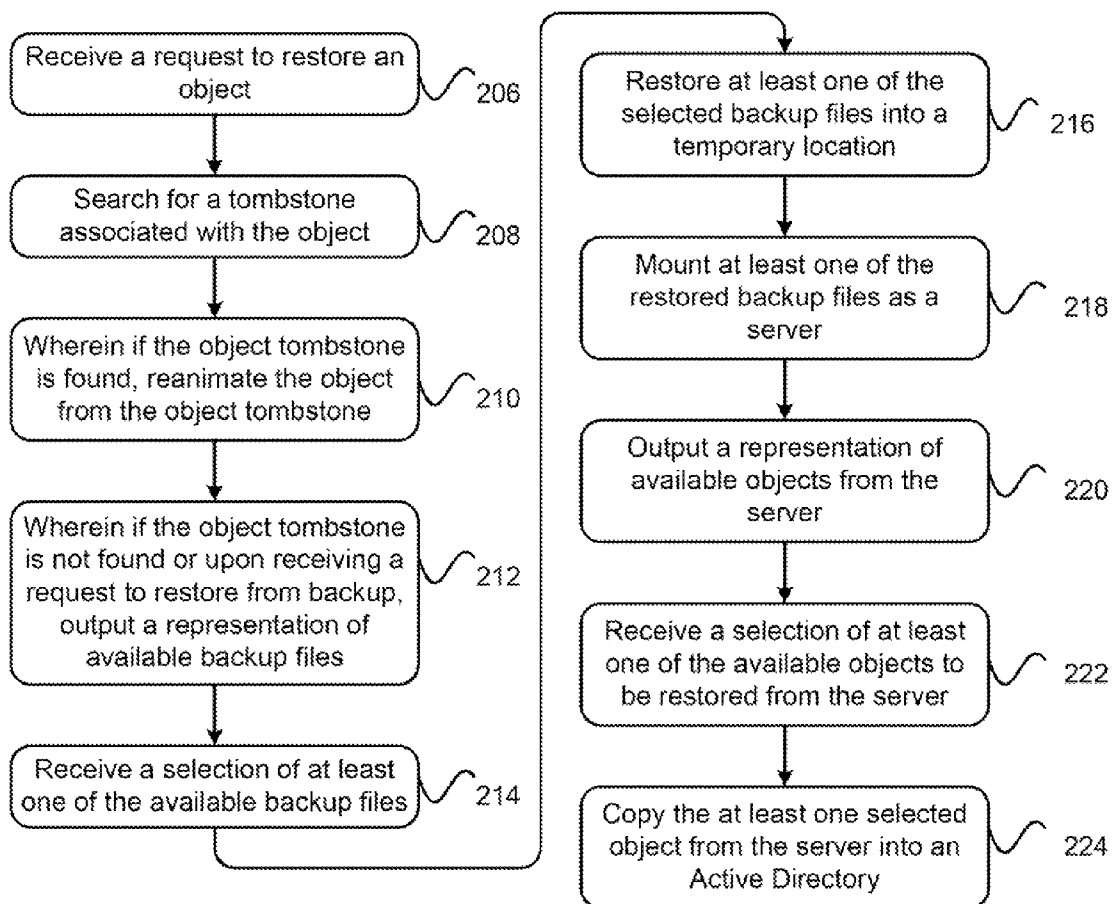 Receive a request to restore an
object
206
Search for a tombstone
associated with the object
208
Wherein if the object tombstone
is found, reanimate the object
from the object tombstone
210
Wherein if the object tombstone
is not found or upon receiving a
request to restore from backup,
output a representation of
available backup files
212
Receive a selection of at least
one of the available backup files
214
Restore at least one of the
selected backup files into a
temporary location
216
Mount at least one of the
restored backup files as a
server
218
Output a representation of
available objects from the
server
220
Receive a selection of at least
one of the available objects to
be restored from the server
222
Copy the at least one selected
object from the server into an
Active Directory
224